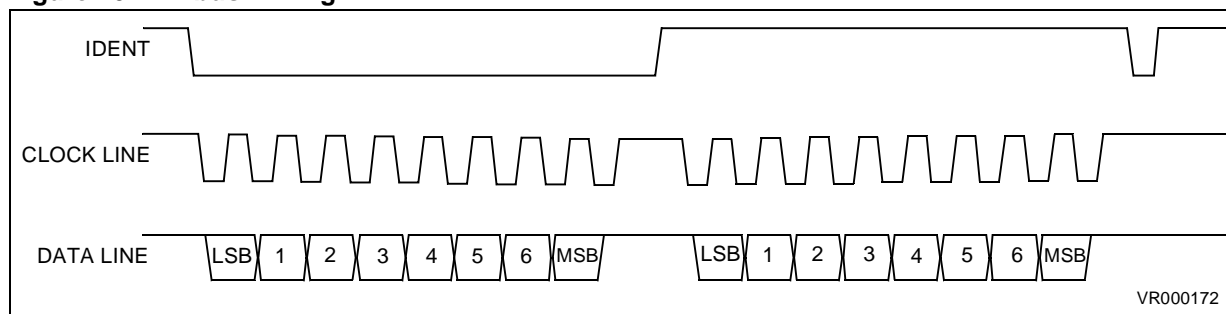 IDENT
CLOCK LINE
DATA LINE LSB 1 2 3 4 5 6 MSB LSB 1 2 3 4 5 6 MSB
VR000172